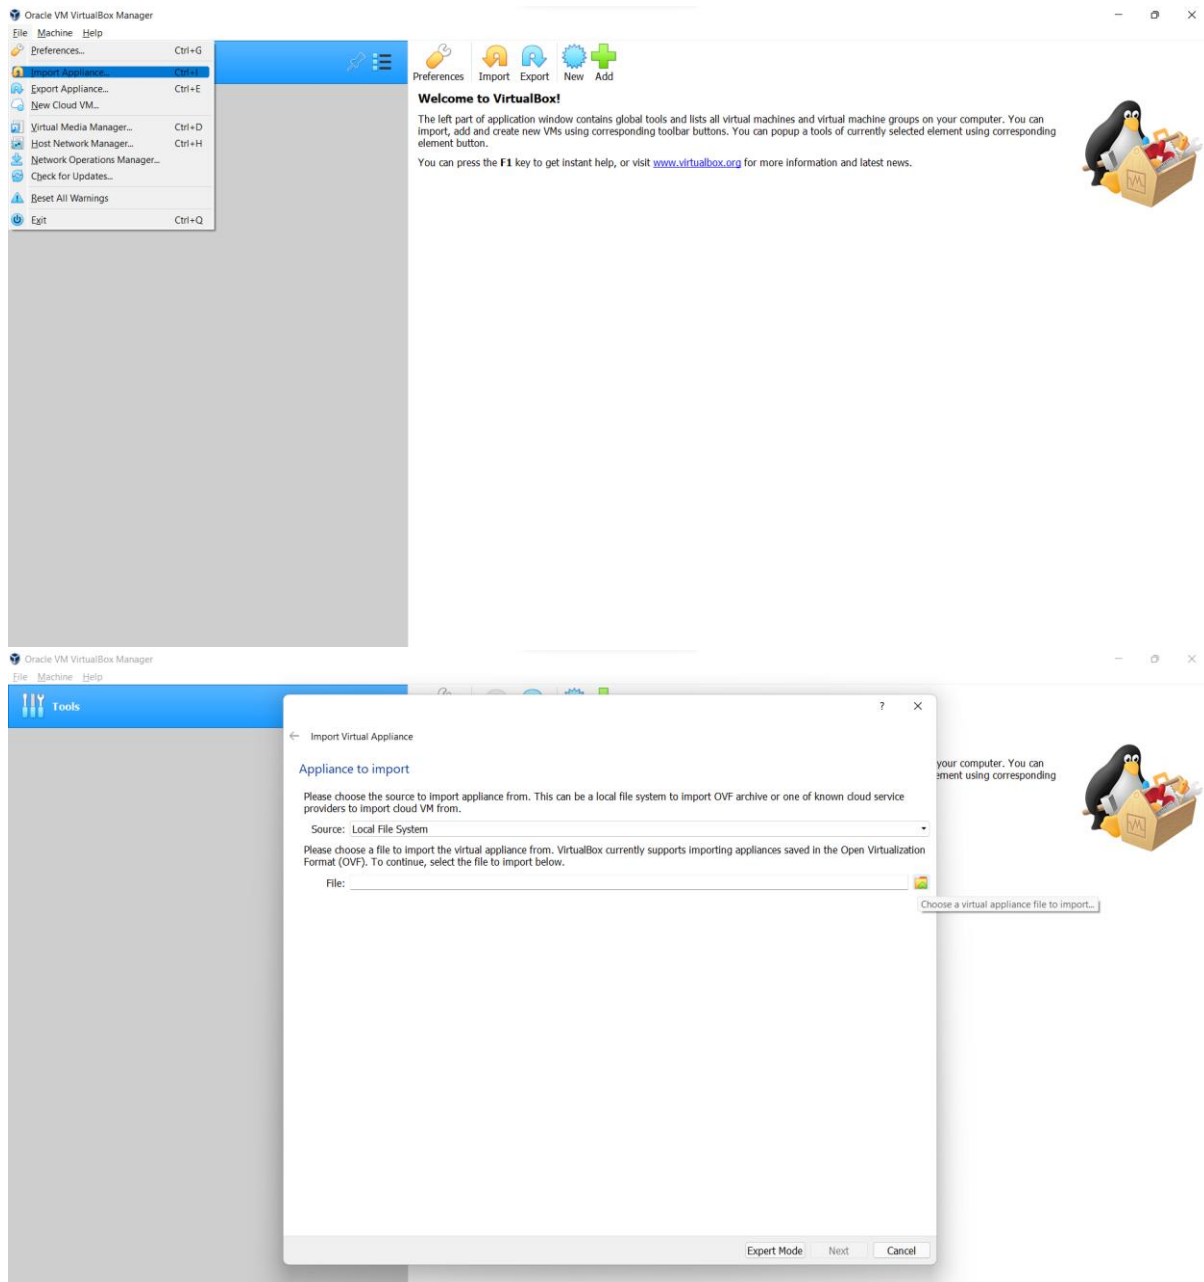 Oracle VM VirtualBox Manager
File Machine Help
Preferences... Ctrl+G
Import Appliance... Ctrl+I
Export Appliance... Ctrl+E
New Cloud VM...
Virtual Media Manager... Ctrl+D
Host Network Manager... Ctrl+H
Network Operations Manager...
Check for Updates...
Reset All Warnings
Exit Ctrl+Q
Preferences Import Export New Add
Welcome to VirtualBox!
The left part of application window contains global tools and lists all virtual machines and virtual machine groups on your computer. You can
import, add and create new VMs using corresponding toolbar buttons. You can popup a tools of currently selected element using corresponding
element button.
You can press the F1 key to get instant help, or visit www.virtualbox.org for more information and latest news.
Oracle VM VirtualBox Manager
File Machine Help
Tools
your computer. You can
ement using corresponding
Import Virtual Appliance
Appliance to import
Please choose the source to import appliance from. This can be a local file system to import OVF archive or one of known cloud service
providers to import cloud VM from.
Source: Local File System
Please choose a file to import the virtual appliance from. VirtualBox currently supports importing appliances saved in the Open Virtualization
Format (OVF). To continue, select the file to import below.
File:
Choose a virtual appliance file to import...
Expert Mode Next Cancel